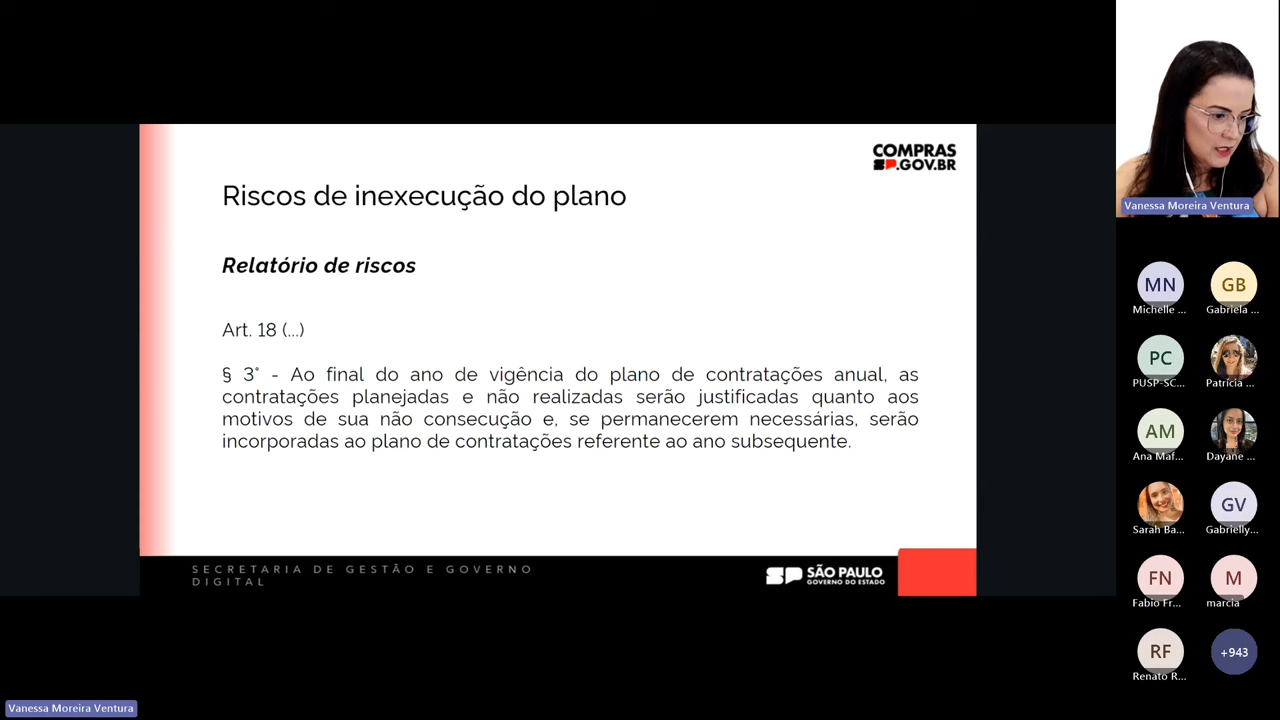 COMPRAS
SP.GOV.BR
Riscos de inexecução do plano
Relatório de riscos
Art. 18 (...)
§ 3° - Ao final do ano de vigência do plano de contratações anual, as
contratações planejadas e não realizadas serão justificadas quanto aos
motivos de sua não consecução e, se permanecerem necessárias, serão
incorporadas ao plano de contratações referente ao ano subsequente.
SECRETARIA DE GESTÃO E GOVERNO
DIGITAL
SP SÃO PAULO
GOVERNO DO ESTADO
Vanessa Moreira Ventura
MN
GB
Michelle ...
Gabriela ...
PC
PUSP-SC...
Patrícia ...
AM
Ana Maf...
Dayane ...
GV
Sarah Ba...
Gabrielly...
FN
M
Fabio Fr...
marcia
RF
+943
Renato R...
Vanessa Moreira Ventura